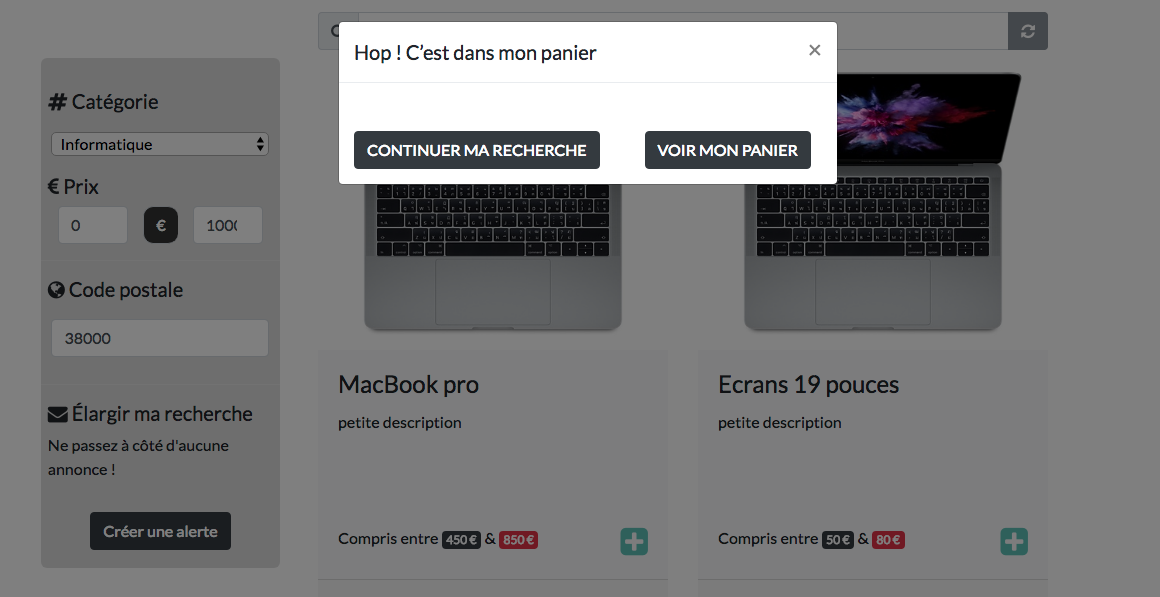 Hop ! C’est dans mon panier
×
CONTINUER MA RECHERCHE
VOIR MON PANIER
# Catégorie
Informatique
€ Prix
0
€
1000
Code postale
38000
Élargir ma recherche
Ne passez à côté d'aucune
annonce !
Créer une alerte
MacBook pro
petite description
Compris entre 450 € & 850 €
Ecrans 19 pouces
petite description
Compris entre 50 € & 80 €